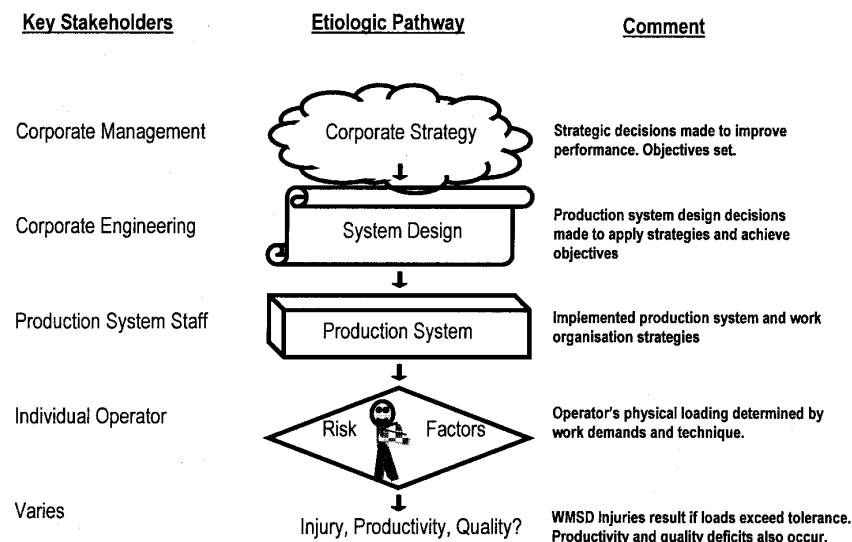 Key Stakeholders
Etiologic Pathway
Comment
Corporate Management
Corporate Strategy
Strategic decisions made to improve
performance. Objectives set.
Corporate Engineering
System Design
Production system design decisions
made to apply strategies and achieve
objectives
Production System Staff
Production System
Implemented production system and work
organisation strategies
Individual Operator
Risk
Factors
Operator's physical loading determined by
work demands and technique.
Varies
Injury, Productivity, Quality?
WMSD Injuries result if loads exceed tolerance.
Productivity and quality deficits also occur.